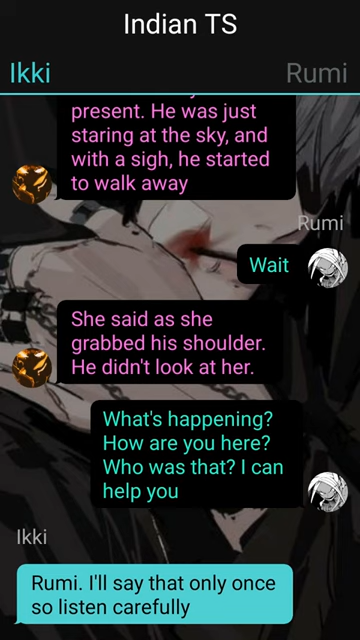 Indian TS
Ikki
Rumi
present. He was just
staring at the sky, and
with a sigh, he started
to walk away
Rumi
Wait
She said as she
grabbed his shoulder.
He didn't look at her.
What's happening?
How are you here?
Who was that? I can
help you
Ikki
Rumi. I'll say that only once
so listen carefully